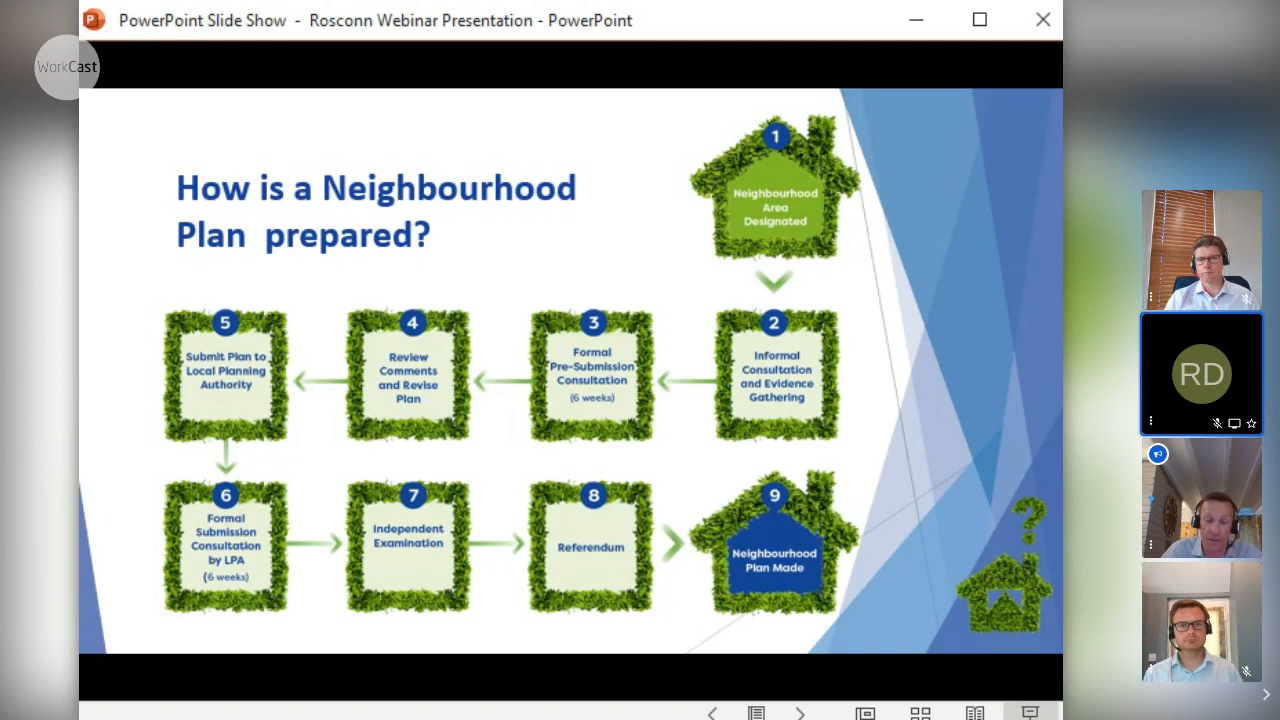 PowerPoint Slide Show - Rosconn Webinar Presentation - PowerPoint
WorkCast
How is a Neighbourhood
Plan prepared?
1
Neighbourhood
Area
Designated
2
Informal
Consultation
and Evidence
Gathering
3
Formal
Pre-Submission
Consultation
(6 weeks)
4
Review
Comments
and Revise
Plan
5
Submit Plan to
Local Planning
Authority
6
Formal
Submission
Consultation
by LPA
(6 weeks)
7
Independent
Examination
8
Referendum
9
Neighbourhood
Plan Made
?
RD